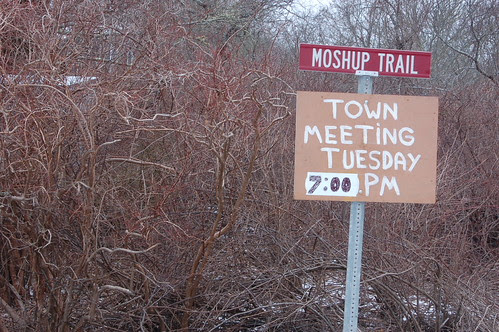 MOSHUP TRAIL
TOWN
MEETING
TUESDAY
7:00 PM